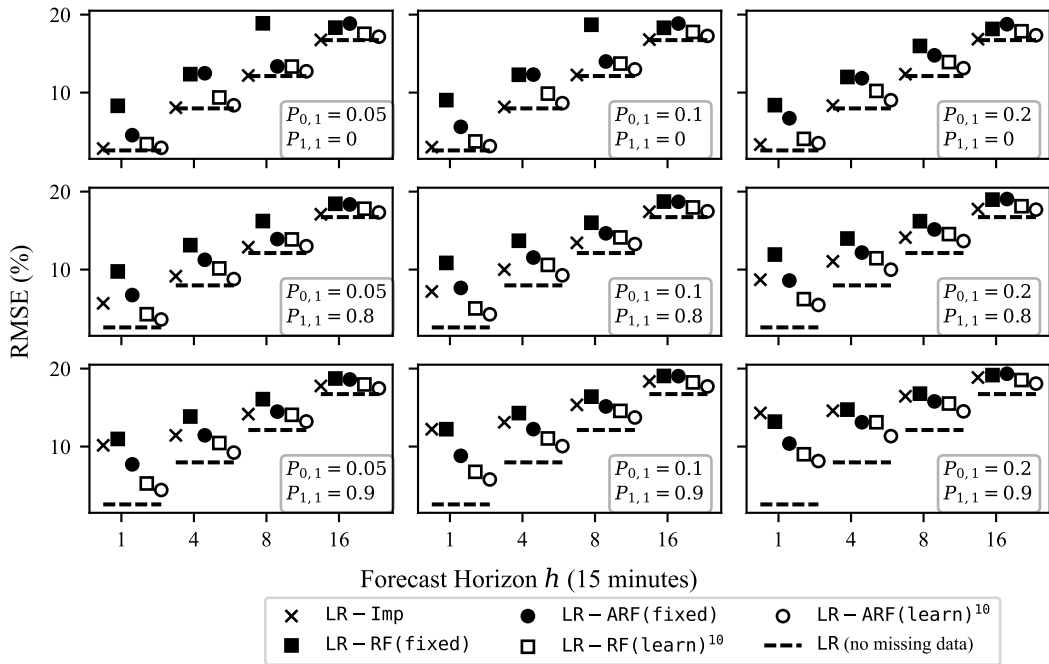 20
10
P0,1 = 0.05
P1,1 = 0
P0,1 = 0.1
P1,1 = 0
P0,1 = 0.2
P1,1 = 0
20
10
P0,1 = 0.05
P1,1 = 0.8
P0,1 = 0.1
P1,1 = 0.8
P0,1 = 0.2
P1,1 = 0.8
RMSE (%)
20
10
P0,1 = 0.05
P1,1 = 0.9
P0,1 = 0.1
P1,1 = 0.9
P0,1 = 0.2
P1,1 = 0.9
1 4 8 16 1 4 8 16 1 4 8 16
Forecast Horizon h (15 minutes)
LR−Imp LR−ARF(fixed) LR−ARF(learn)¹⁰
LR−RF(fixed) LR−RF(learn)¹⁰ LR (no missing data)